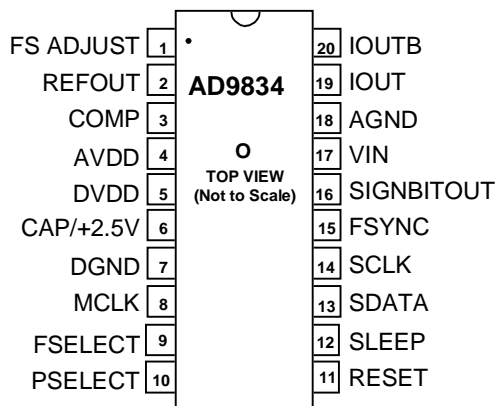 FS ADJUST 1
REFOUT 2
COMP 3
AVDD 4
DVDD 5
CAP/+2.5V 6
DGND 7
MCLK 8
FSELECT 9
PSELECT 10
AD9834
O
TOP VIEW
(Not to Scale)
20 IOUTB
19 IOUT
18 AGND
17 VIN
16 SIGNBITOUT
15 FSYNC
14 SCLK
13 SDATA
12 SLEEP
11 RESET